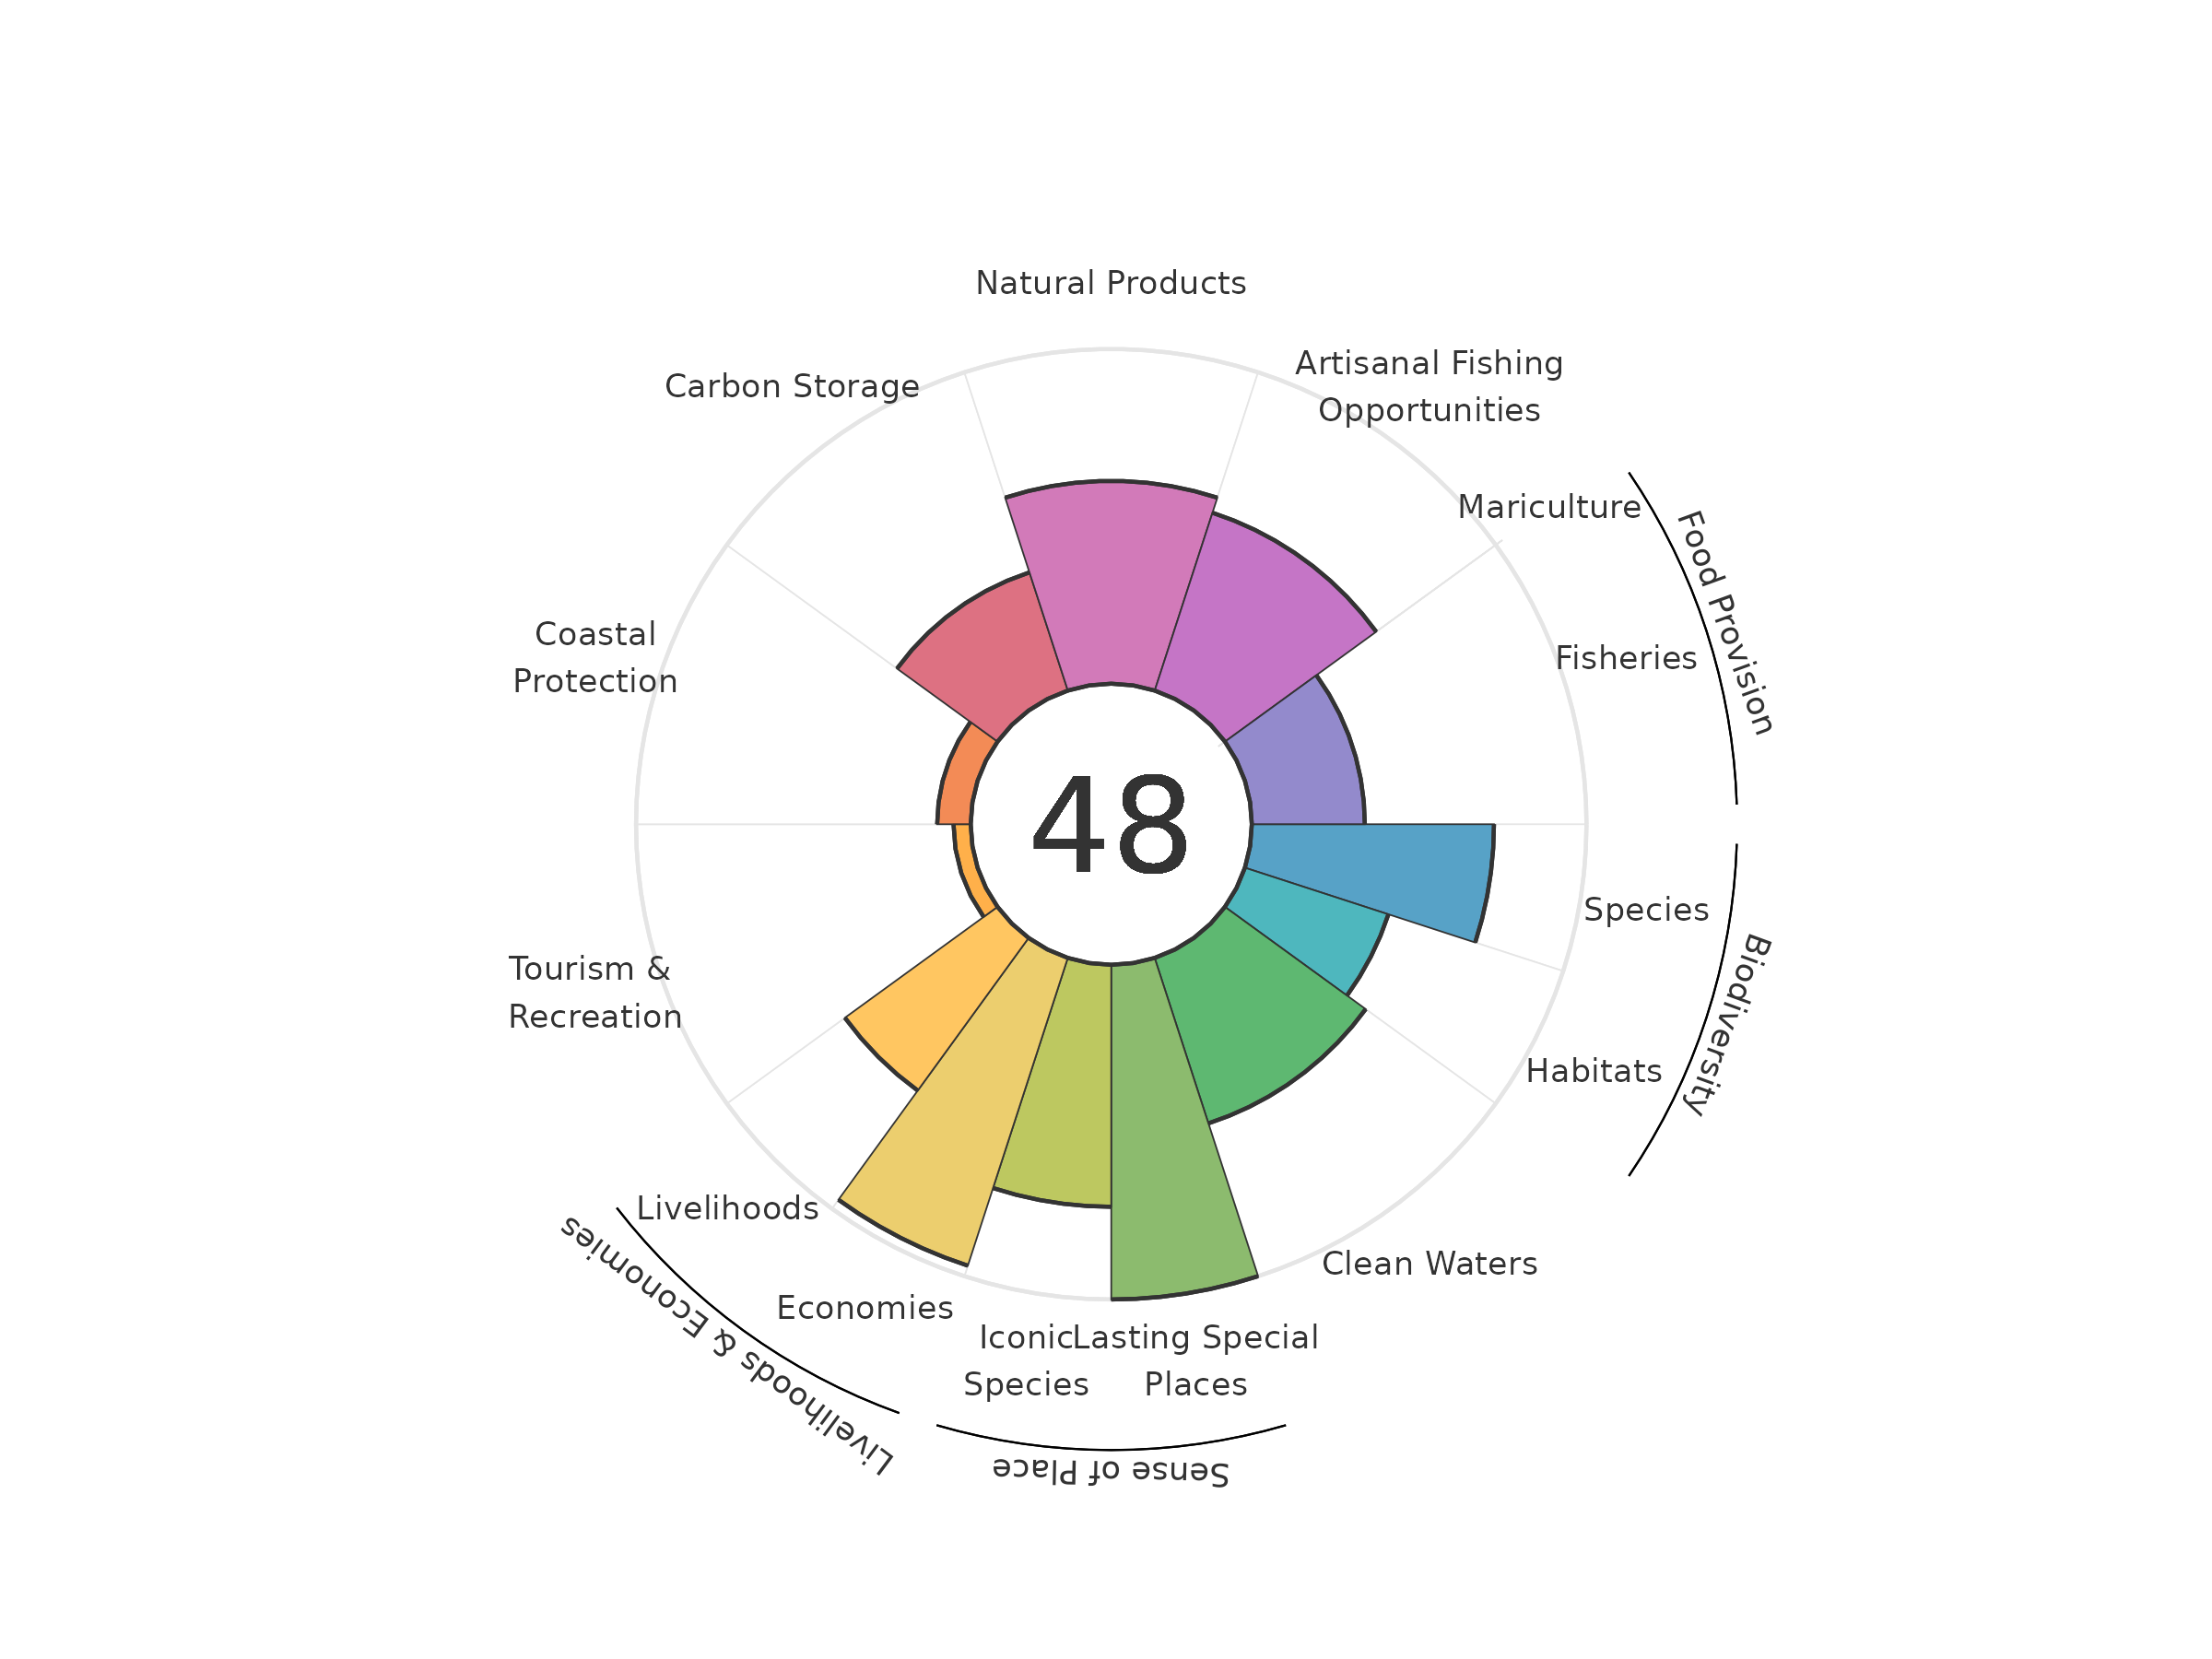 Natural Products
Artisanal Fishing
Opportunities
Carbon Storage
Mariculture
Food Provision
Fisheries
Coastal
Protection
48
Species
Biodiversity
Tourism &
Recreation
Habitats
Livelihoods
Clean Waters
Economies
Livelihoods & Economies
Iconic
Species
Lasting Special
Places
Sense of Place